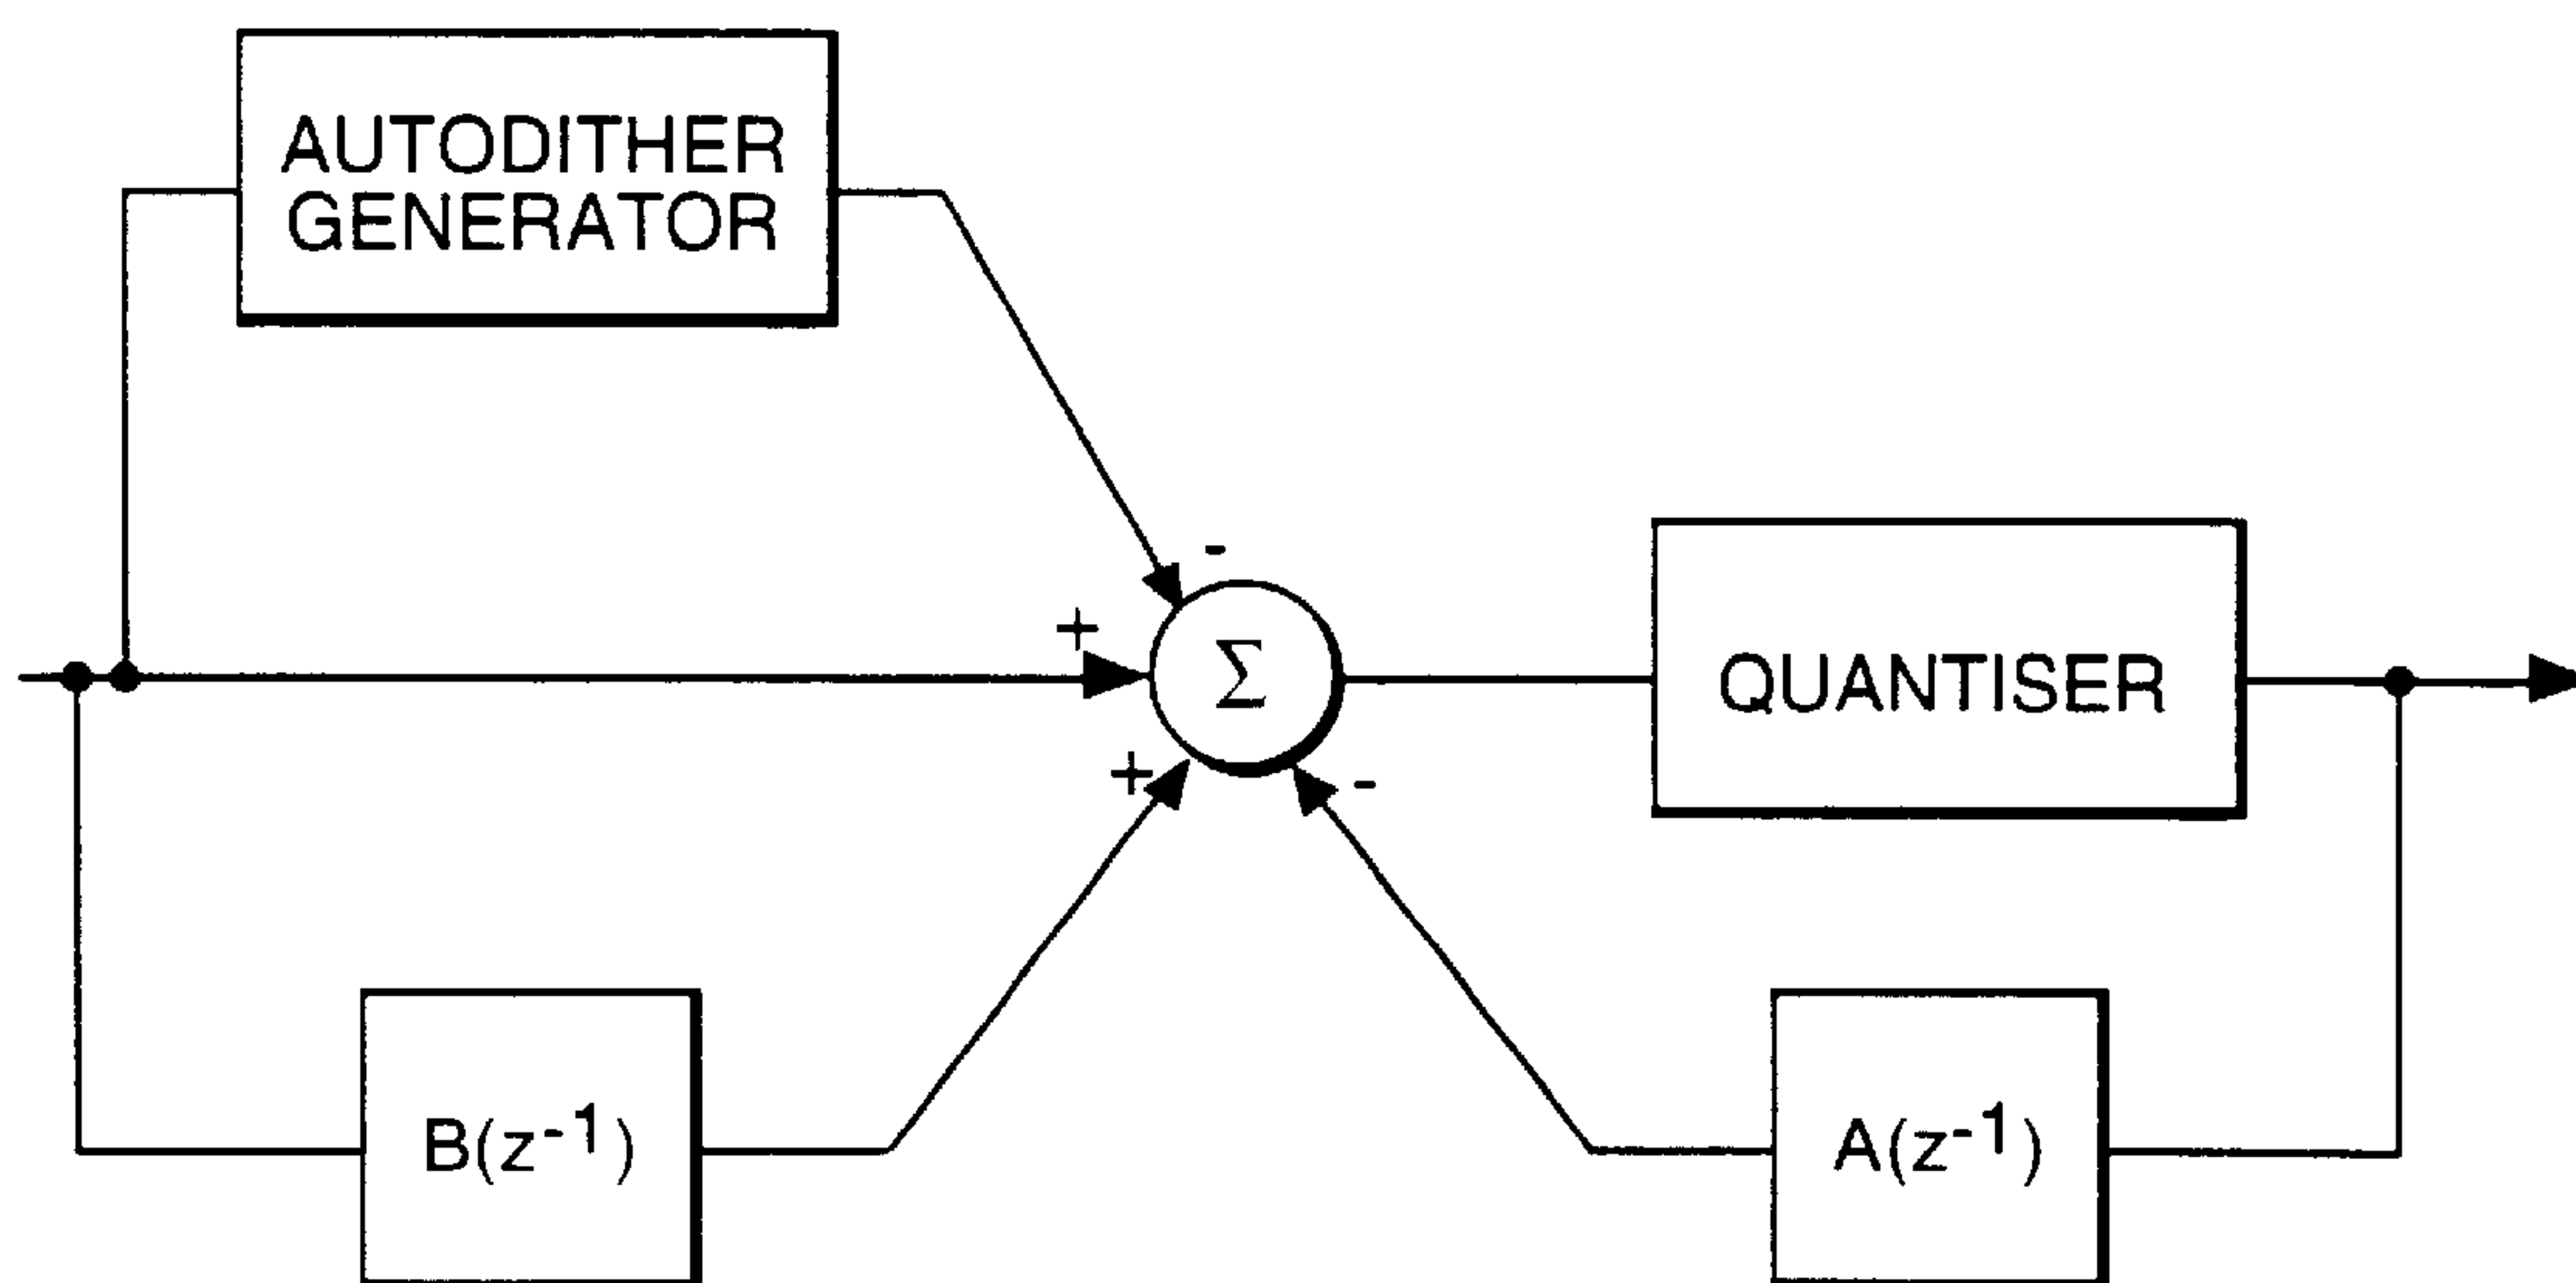 AUTODITHER
GENERATOR
-
+
Σ
QUANTISER
+
-
B(z⁻¹)
A(z⁻¹)